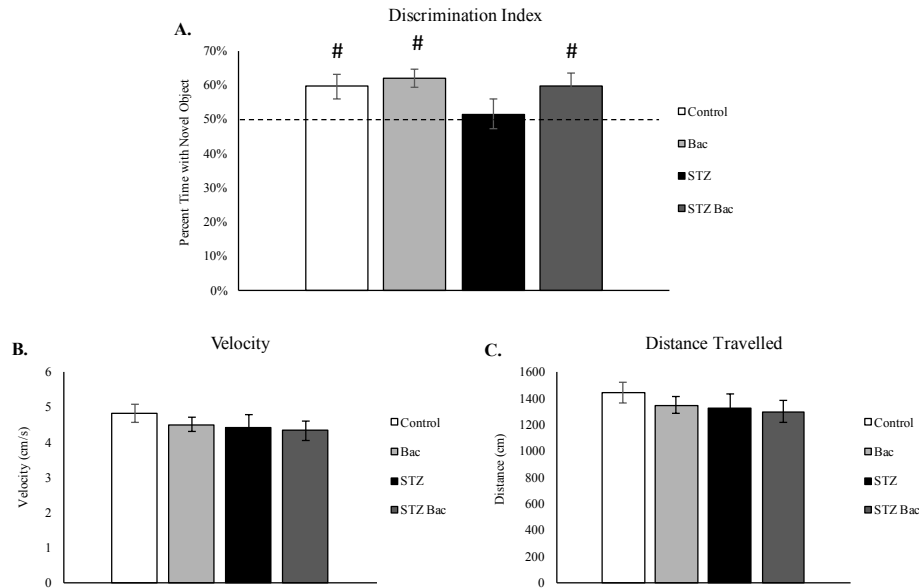 Discrimination Index
A.
# # #
70%
60%
50%
40%
30%
20%
10%
0%
Percent Time with Novel Object
Control
Bac
STZ
STZ Bac
B.
Velocity
6
5
4
3
2
1
0
Velocity (cm/s)
Control
Bac
STZ
STZ Bac
C.
Distance Travelled
1600
1400
1200
1000
800
600
400
200
0
Distance (cm)
Control
Bac
STZ
STZ Bac